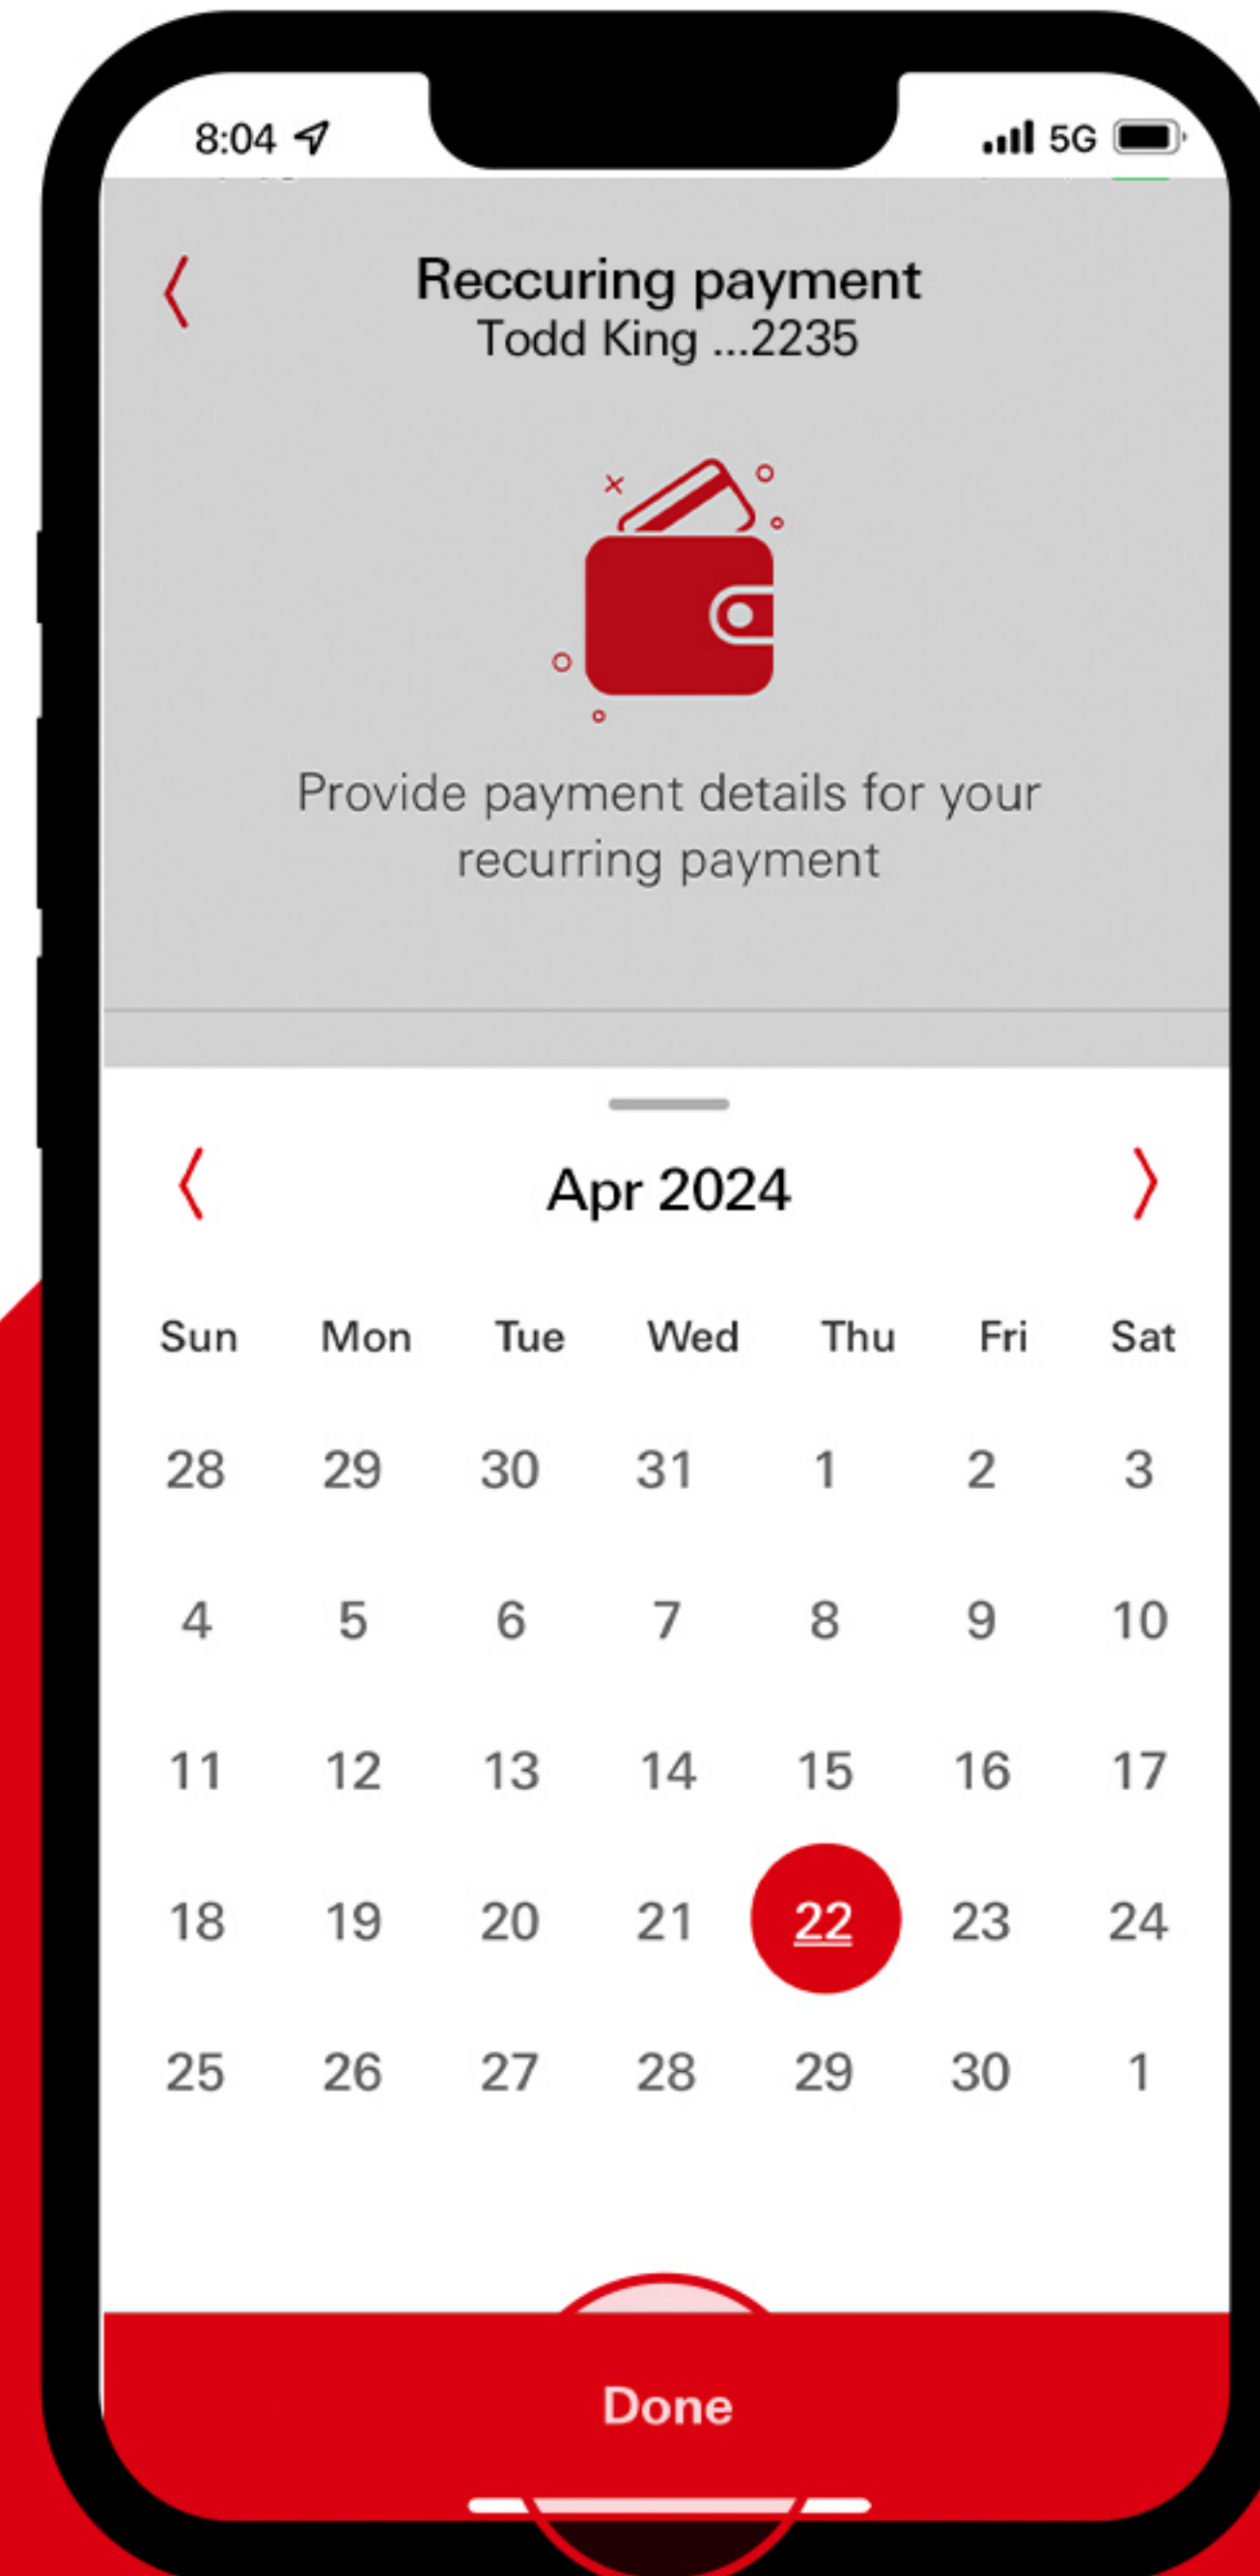 8:04 5G
Reccuring payment
Todd King ...2235
Provide payment details for your
recurring payment
Apr 2024
Sun Mon Tue Wed Thu Fri Sat
28 29 30 31 1 2 3
4 5 6 7 8 9 10
11 12 13 14 15 16 17
18 19 20 21 22 23 24
25 26 27 28 29 30 1
Done